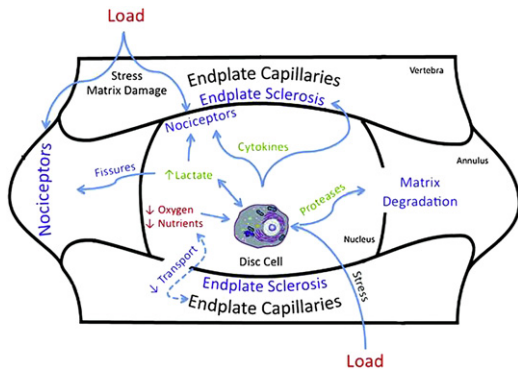 Load
Stress
Matrix Damage
Endplate Capillaries
Vertebra
Endplate Sclerosis
Nociceptors
Cytokines
Nociceptors
Fissures
↑Lactate
Annulus
Proteases
Matrix
Degradation
↓ Oxygen
↓ Nutrients
Nucleus
Disc Cell
↓ Transport
Endplate Sclerosis
Endplate Capillaries
Stress
Load